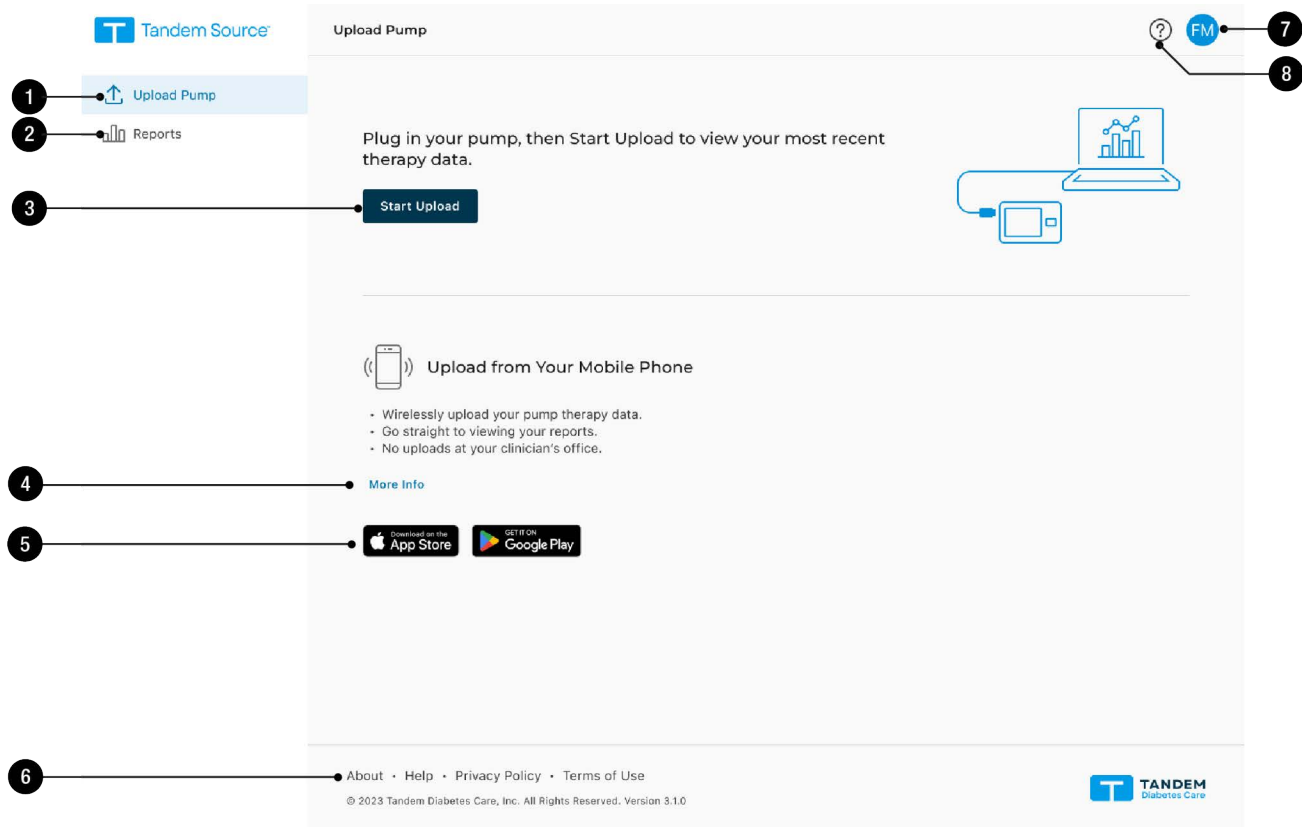 Tandem Source™
Upload Pump
FM
7
8
1
Upload Pump
2
Reports
Plug in your pump, then Start Upload to view your most recent
therapy data.
3
Start Upload
Upload from Your Mobile Phone
• Wirelessly upload your pump therapy data.
• Go straight to viewing your reports.
• No uploads at your clinician's office.
4
More Info
5
Download on the
App Store
GET IT ON
Google Play
6
About • Help • Privacy Policy • Terms of Use
© 2023 Tandem Diabetes Care, Inc. All Rights Reserved. Version 3.1.0
TANDEM
Diabetes Care